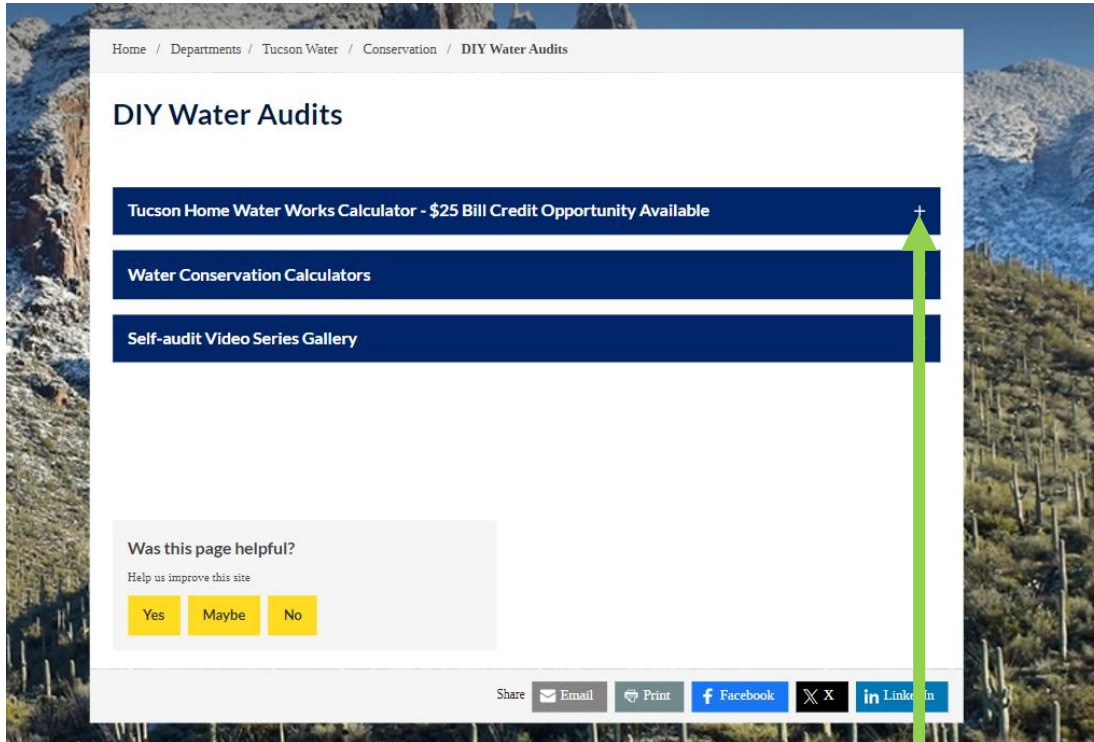 Home / Departments / Tucson Water / Conservation / DIY Water Audits
DIY Water Audits
Tucson Home Water Works Calculator - $25 Bill Credit Opportunity Available +
Water Conservation Calculators
Self-audit Video Series Gallery
Was this page helpful?
Help us improve this site
Yes Maybe No
Share Email Print f Facebook X X in LinkedIn